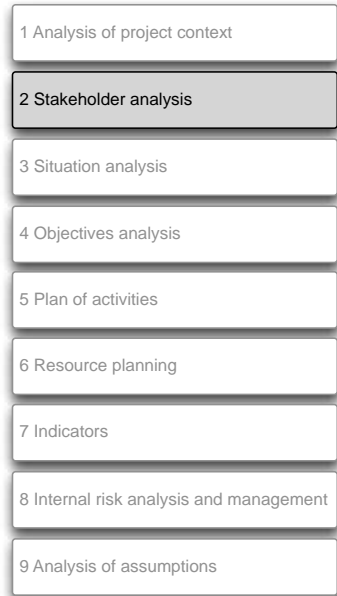 1 Analysis of project context
2 Stakeholder analysis
3 Situation analysis
4 Objectives analysis
5 Plan of activities
6 Resource planning
7 Indicators
8 Internal risk analysis and management
9 Analysis of assumptions